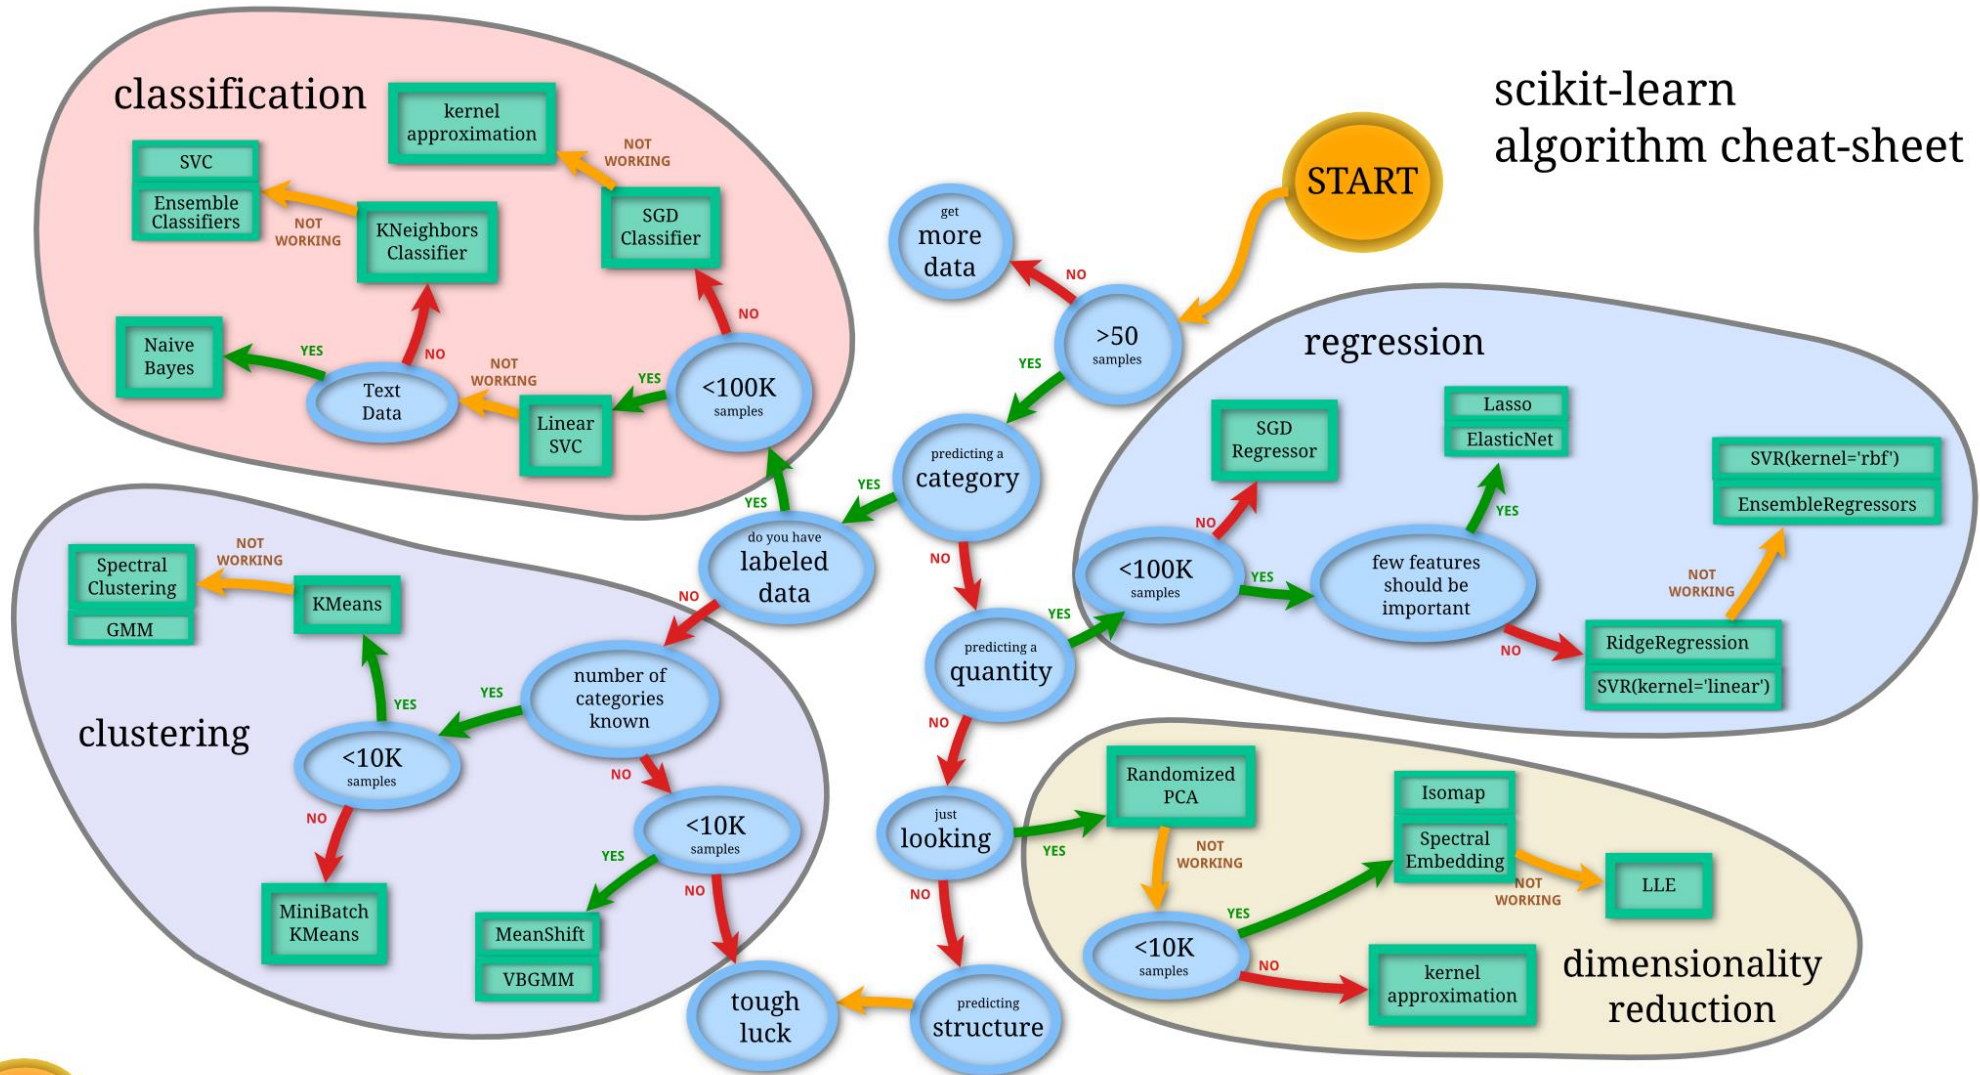 scikit-learn
algorithm cheat-sheet
START
classification
kernel
approximation
NOT
WORKING
SVC
Ensemble
Classifiers
NOT
WORKING
KNeighbors
Classifier
SGD
Classifier
NO
Naive
Bayes
YES
Text
Data
NO
NOT
WORKING
Linear
SVC
YES
<100K
samples
YES
get
more
data
NO
>50
samples
YES
predicting a
category
YES
NO
do you have
labeled
data
NO
predicting a
quantity
YES
NO
just
looking
YES
NO
predicting
structure
tough
luck
regression
SGD
Regressor
NO
<100K
samples
YES
few features
should be
important
YES
Lasso
ElasticNet
NO
RidgeRegression
SVR(kernel='linear')
NOT
WORKING
SVR(kernel='rbf')
EnsembleRegressors
clustering
Spectral
Clustering
GMM
NOT
WORKING
KMeans
YES
<10K
samples
NO
MiniBatch
KMeans
YES
number of
categories
known
NO
<10K
samples
YES
MeanShift
VBGMM
NO
dimensionality
reduction
Randomized
PCA
NOT
WORKING
<10K
samples
YES
Isomap
Spectral
Embedding
NOT
WORKING
LLE
NO
kernel
approximation